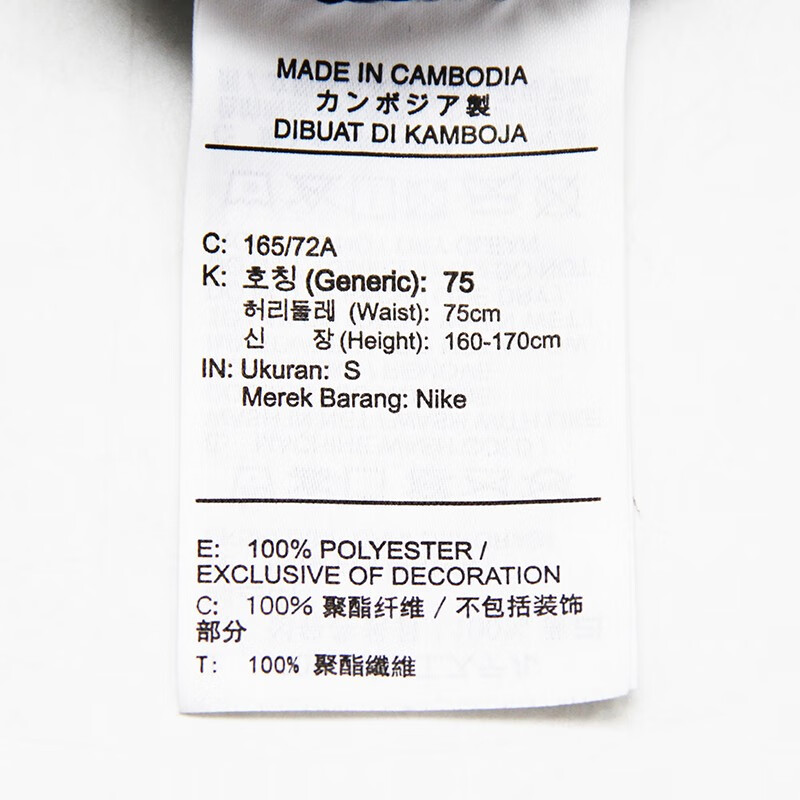 MADE IN CAMBODIA
カンボジア製
DIBUAT DI KAMBOJA
C: 165/72A
K: 호칭 (Generic): 75
허리둘레 (Waist): 75cm
신 장 (Height): 160-170cm
IN: Ukuran: S
Merek Barang: Nike
E: 100% POLYESTER /
EXCLUSIVE OF DECORATION
C: 100% 聚酯纤维 / 不包括装饰
部分
T: 100% 聚酯纖維